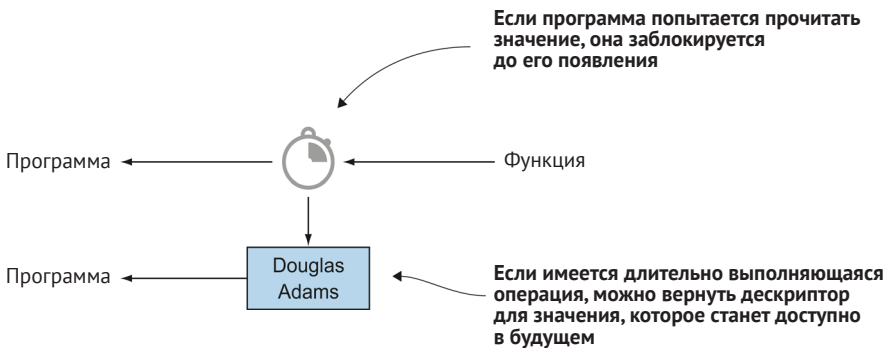 Если программа попытается прочитать
значение, она заблокируется
до его появления
Программа
Функция
Программа
Douglas
Adams
Если имеется длительно выполняющаяся
операция, можно вернуть дескриптор
для значения, которое станет доступно
в будущем